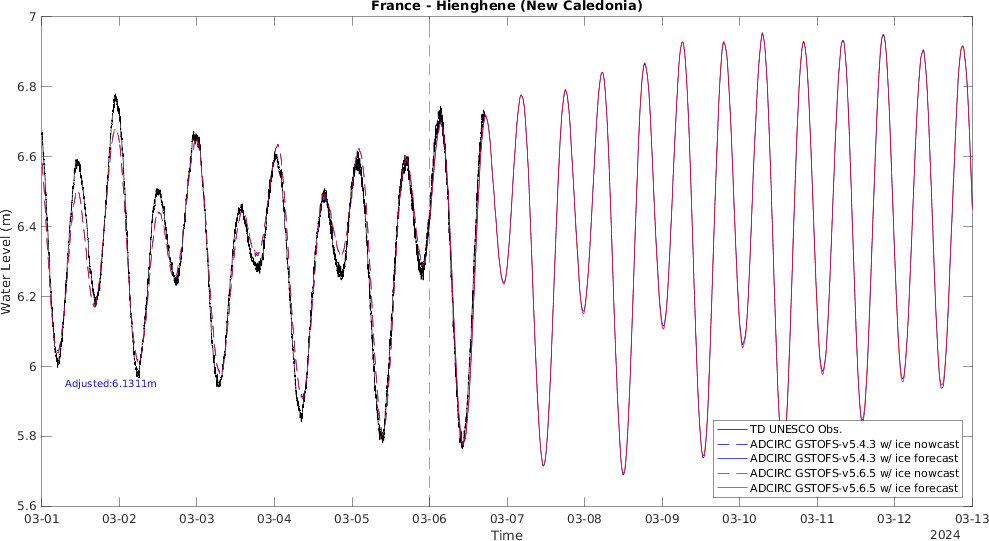 France - Hienghene (New Caledonia)
7
6.8
6.6
6.4
6.2
6
5.8
5.6
Water Level (m)
Adjusted:6.1311m
TD UNESCO Obs.
ADCIRC GSTOFS-v5.4.3 w/ ice nowcast
ADCIRC GSTOFS-v5.4.3 w/ ice forecast
ADCIRC GSTOFS-v5.6.5 w/ ice nowcast
ADCIRC GSTOFS-v5.6.5 w/ ice forecast
03-01 03-02 03-03 03-04 03-05 03-06 03-07 03-08 03-09 03-10 03-11 03-12 03-13
Time
2024